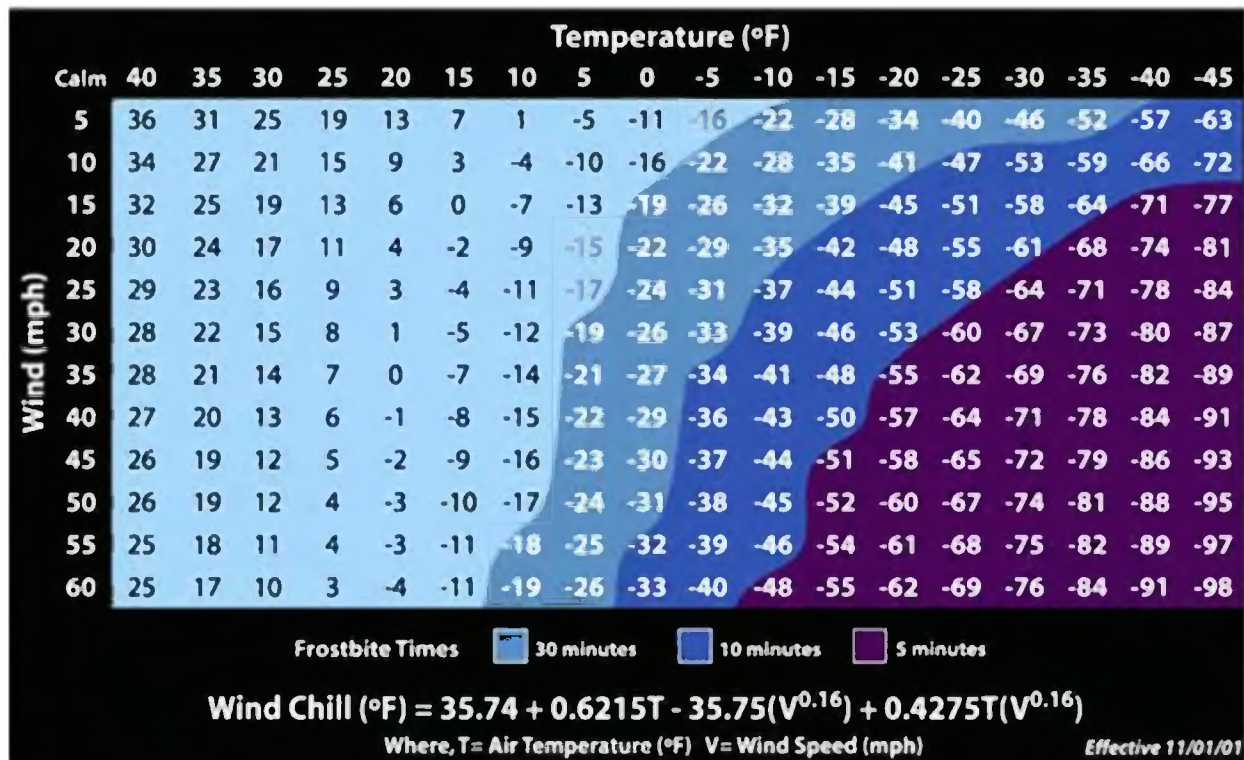 Temperature (°F)
Calm 40 35 30 25 20 15 10 5 0 -5 -10 -15 -20 -25 -30 -35 -40 -45
5 36 31 25 19 13 7 1 -5 -11 -16 -22 -28 -34 -40 -46 -52 -57 -63
10 34 27 21 15 9 3 -4 -10 -16 -22 -28 -35 -41 -47 -53 -59 -66 -72
15 32 25 19 13 6 0 -7 -13 -19 -26 -32 -39 -45 -51 -58 -64 -71 -77
20 30 24 17 11 4 -2 -9 -15 -22 -29 -35 -42 -48 -55 -61 -68 -74 -81
25 29 23 16 9 3 -4 -11 -17 -24 -31 -37 -44 -51 -58 -64 -71 -78 -84
30 28 22 15 8 1 -5 -12 -19 -26 -33 -39 -46 -53 -60 -67 -73 -80 -87
35 28 21 14 7 0 -7 -14 -21 -27 -34 -41 -48 -55 -62 -69 -76 -82 -89
40 27 20 13 6 -1 -8 -15 -22 -29 -36 -43 -50 -57 -64 -71 -78 -84 -91
45 26 19 12 5 -2 -9 -16 -23 -30 -37 -44 -51 -58 -65 -72 -79 -86 -93
50 26 19 12 4 -3 -10 -17 -24 -31 -38 -45 -52 -60 -67 -74 -81 -88 -95
55 25 18 11 4 -3 -11 -18 -25 -32 -39 -46 -54 -61 -68 -75 -82 -89 -97
60 25 17 10 3 -4 -11 -19 -26 -33 -40 -48 -55 -62 -69 -76 -84 -91 -98
Wind (mph)
Frostbite Times 30 minutes 10 minutes 5 minutes
Wind Chill (°F) = 35.74 + 0.6215T - 35.75(V^0.16) + 0.4275T(V^0.16)
Where, T= Air Temperature (°F) V= Wind Speed (mph) Effective 11/01/01